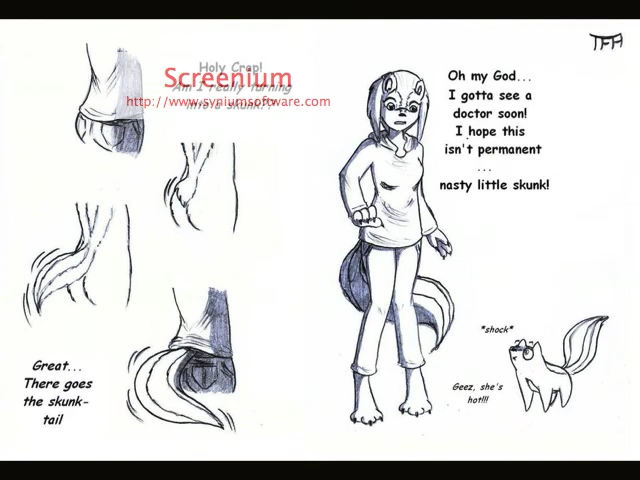 TFA
Holy Crap!
Am I really turning
into a skunk??
Screenium
http://www.syniumsoftware.com
Oh my God...
I gotta see a
doctor soon!
I hope this
isn't permanent
...
nasty little skunk!
Great...
There goes
the skunk-
tail
*shock*
Geez, she's
hot!!!